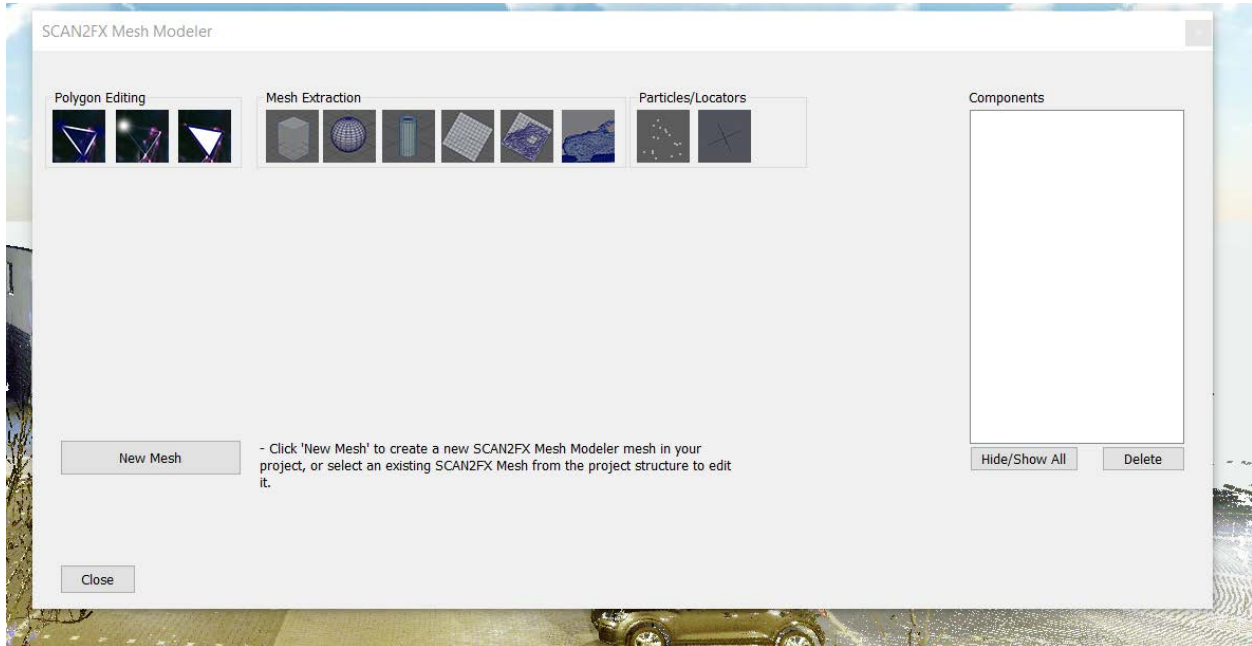 SCAN2FX Mesh Modeler
Polygon Editing
Mesh Extraction
Particles/Locators
Components
New Mesh
- Click 'New Mesh' to create a new SCAN2FX Mesh Modeler mesh in your
project, or select an existing SCAN2FX Mesh from the project structure to edit
it.
Hide/Show All
Delete
Close